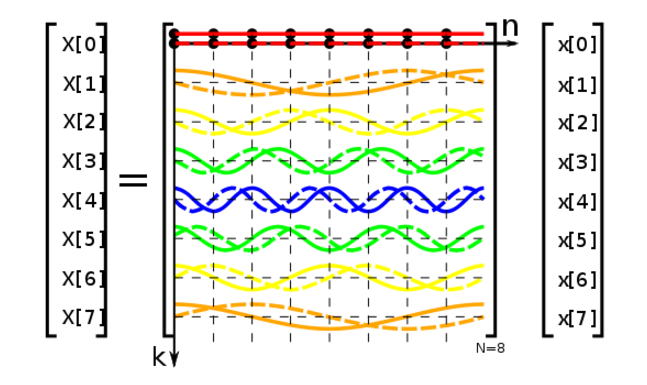 n
X[0] x[0]
X[1] x[1]
X[2] x[2]
X[3] x[3]
= 
X[4] x[4]
X[5] x[5]
X[6] x[6]
X[7] x[7]
k N=8